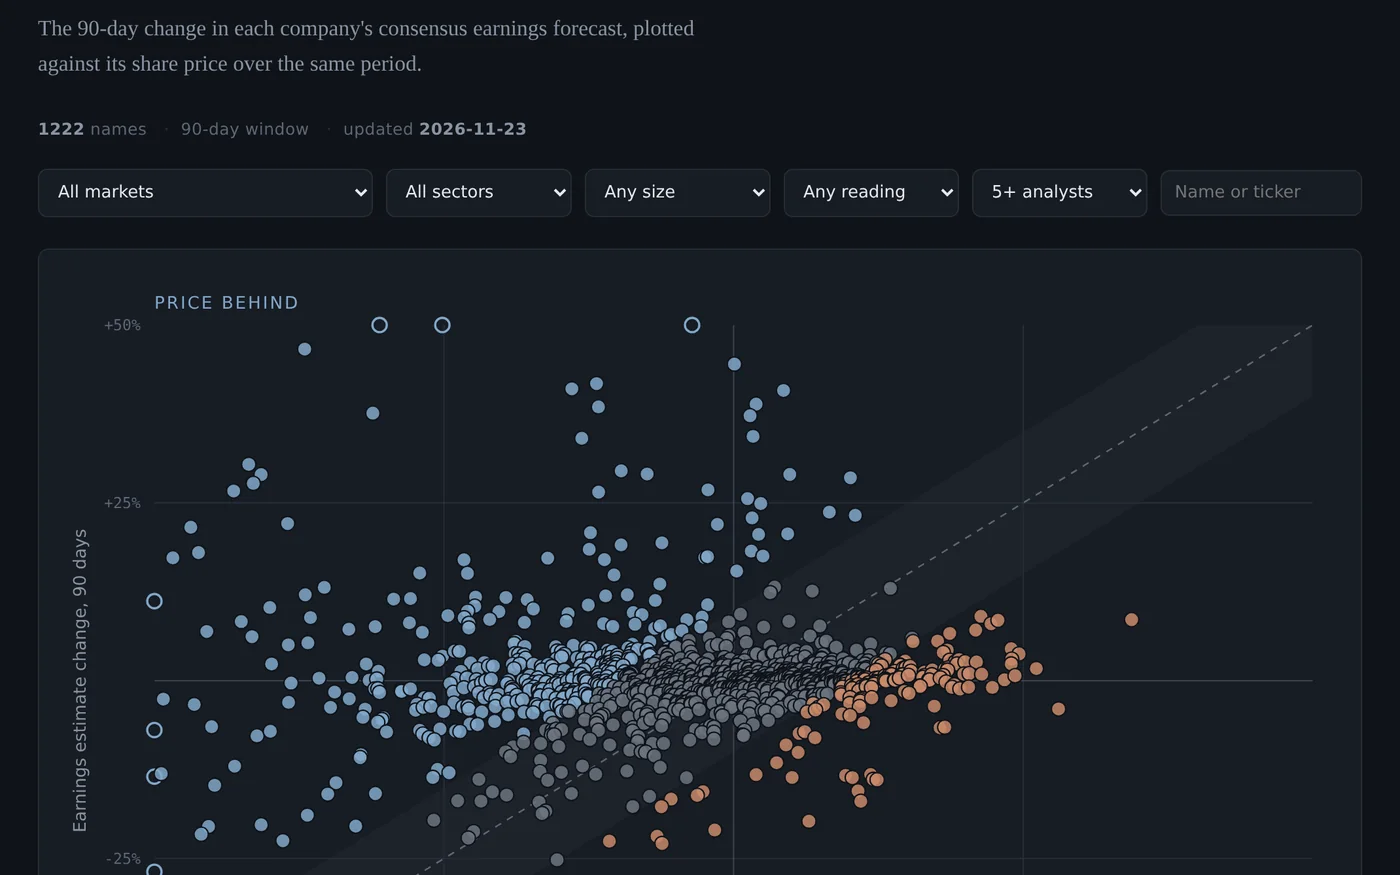 The 90-day change in each company's consensus earnings forecast, plotted
against its share price over the same period.
1222 names · 90-day window · updated 2026-11-23
All markets
All sectors
Any size
Any reading
5+ analysts
Name or ticker
PRICE BEHIND
+50%
+25%
Earnings estimate change, 90 days
-25%